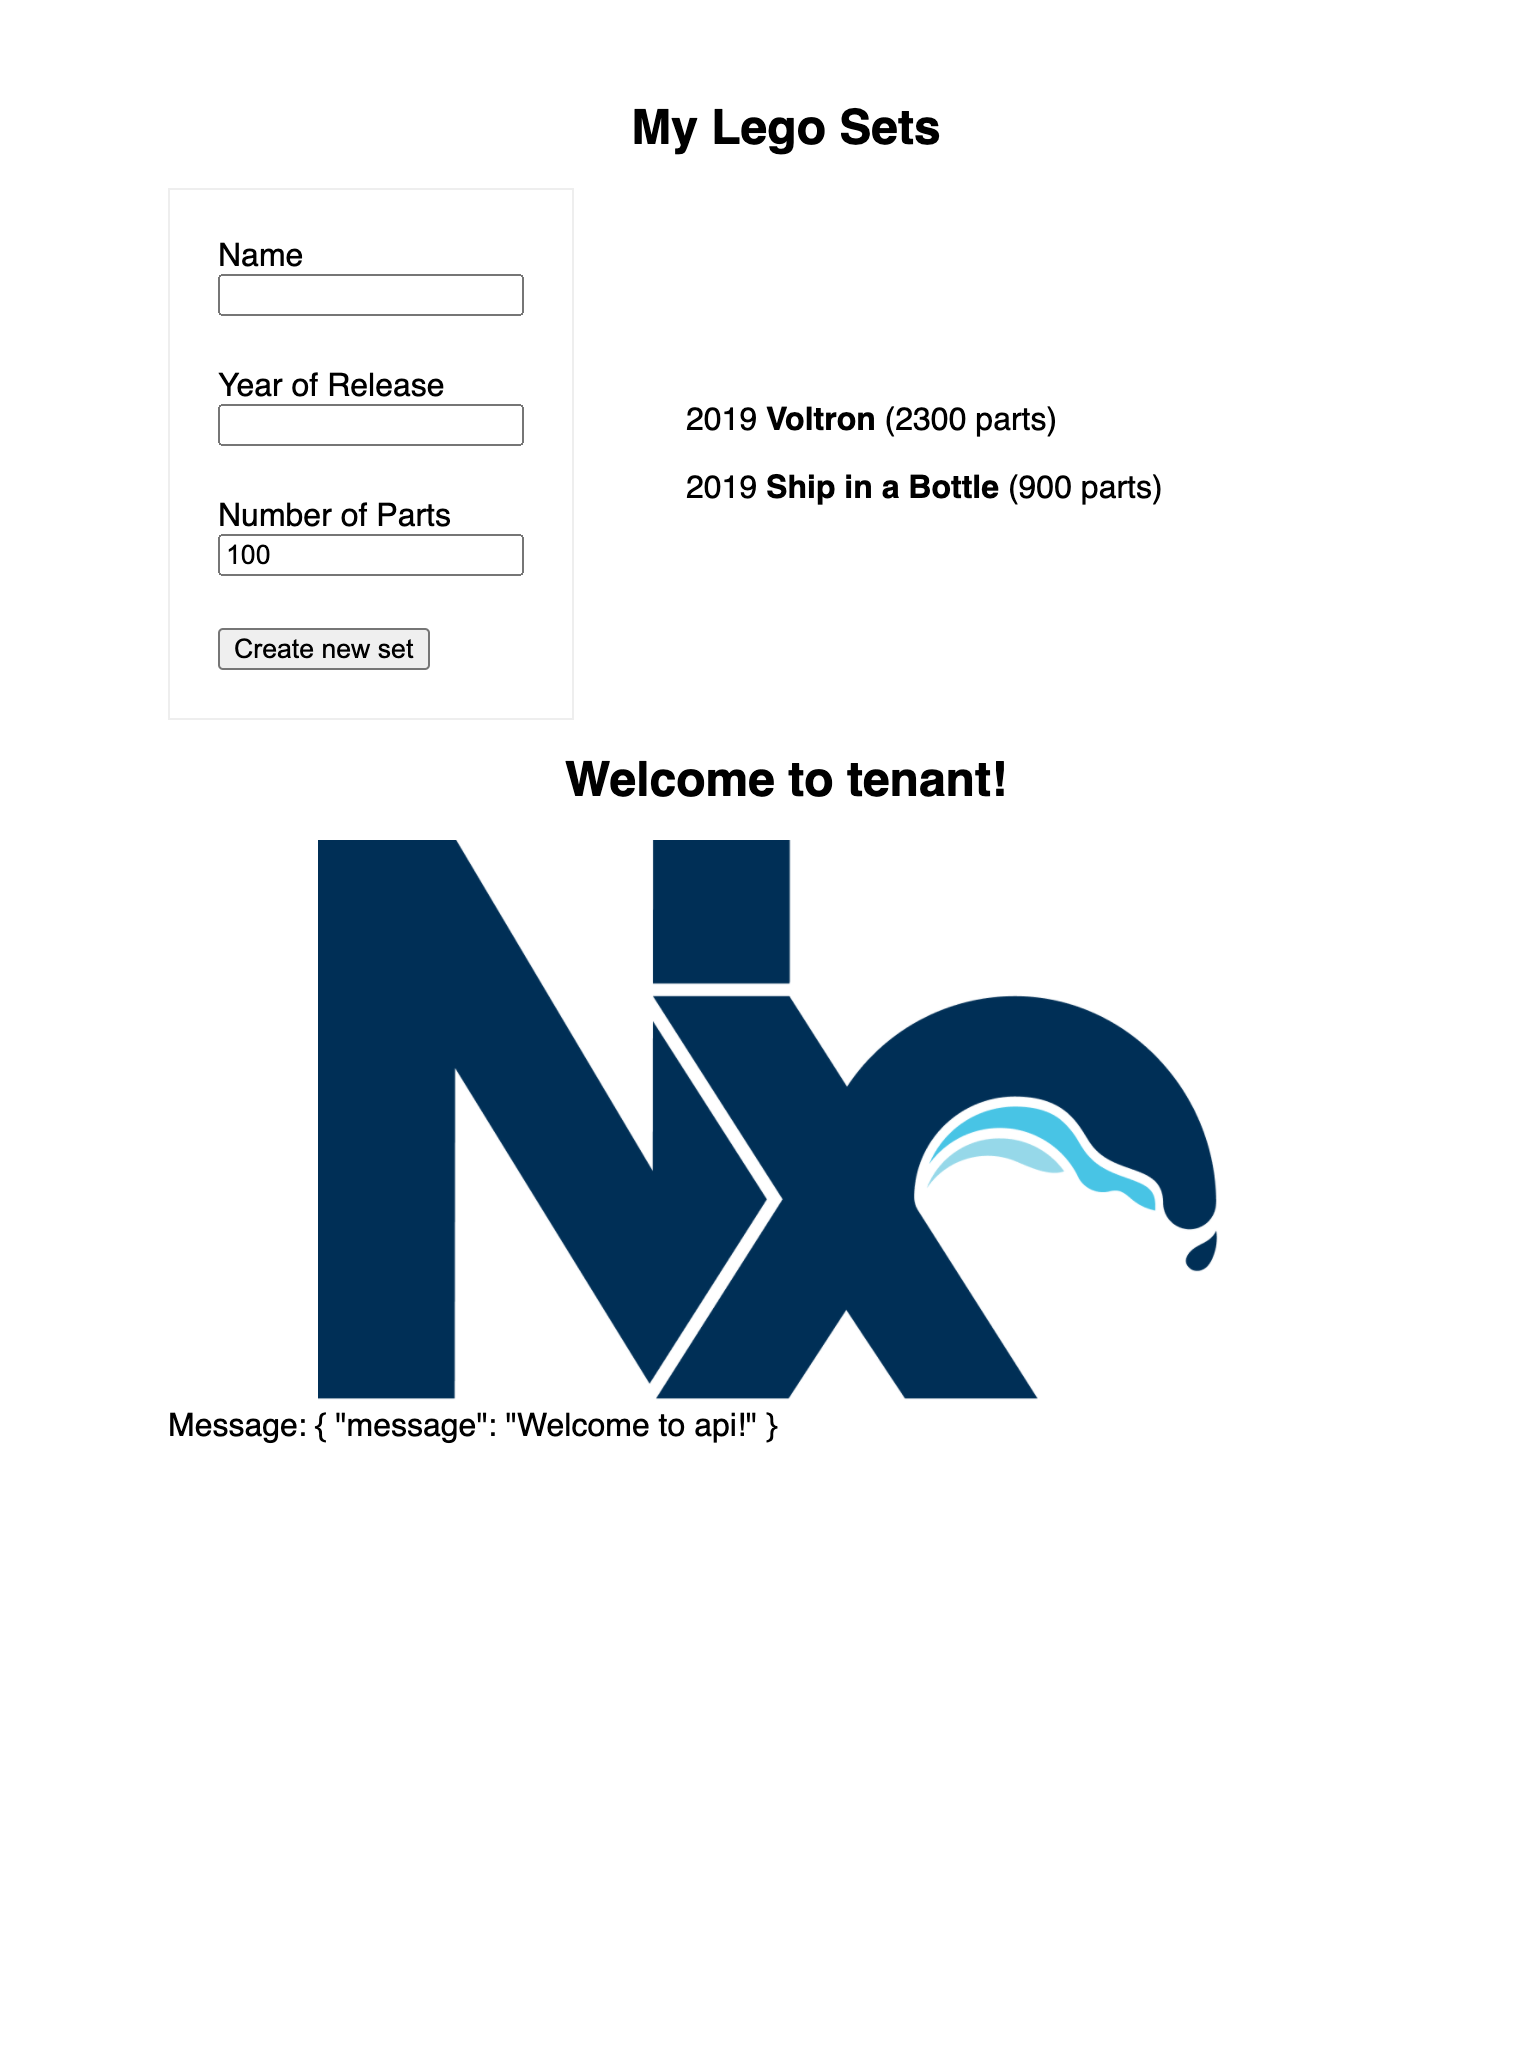 My Lego Sets
Name
Year of Release
Number of Parts
100
Create new set
2019 Voltron (2300 parts)
2019 Ship in a Bottle (900 parts)
Welcome to tenant!
Nx
Message: { "message": "Welcome to api!" }